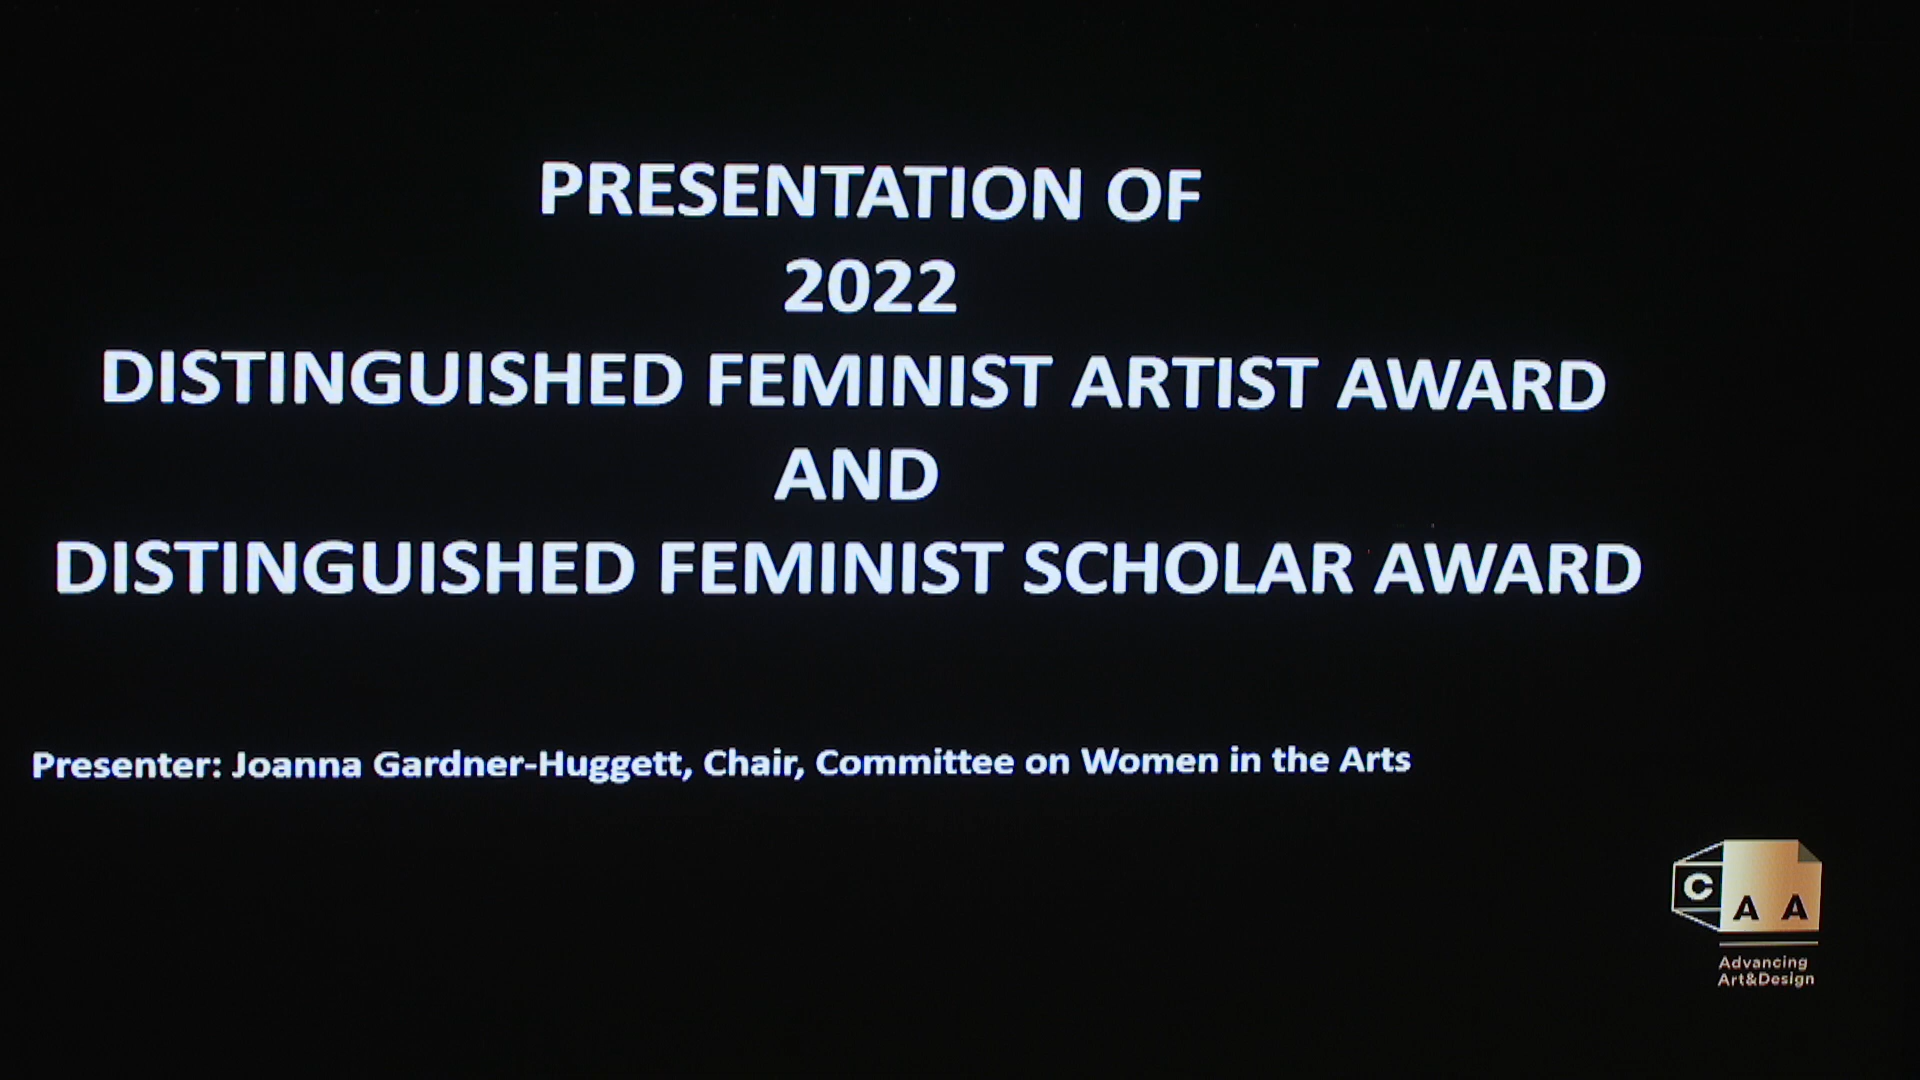 PRESENTATION OF
2022
DISTINGUISHED FEMINIST ARTIST AWARD
AND
DISTINGUISHED FEMINIST SCHOLAR AWARD
Presenter: Joanna Gardner-Huggett, Chair, Committee on Women in the Arts
C A A
Advancing
Art&Design